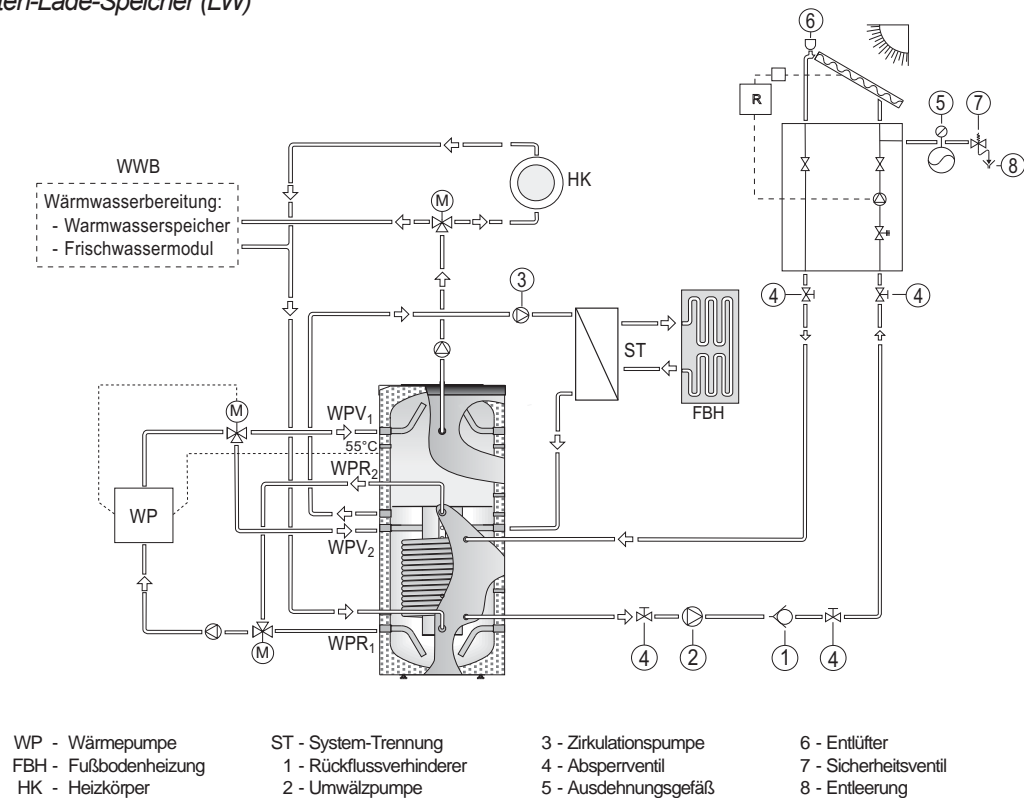 ten-Lade-Speicher (LW)
6
R
5
7
8
WWB
Wärmwasserbereitung:
- Warmwasserspeicher
- Frischwassermodul
HK
M
3
4
4
ST
FBH
M
WPV1
55°C
WPR2
WP
WPV2
WPR1
M
4
2
1
4
WP - Wärmepumpe
FBH - Fußbodenheizung
HK - Heizkörper
ST - System-Trennung
1 - Rückflussverhinderer
2 - Umwälzpumpe
3 - Zirkulationspumpe
4 - Absperrventil
5 - Ausdehnungsgefäß
6 - Entlüfter
7 - Sicherheitsventil
8 - Entleerung